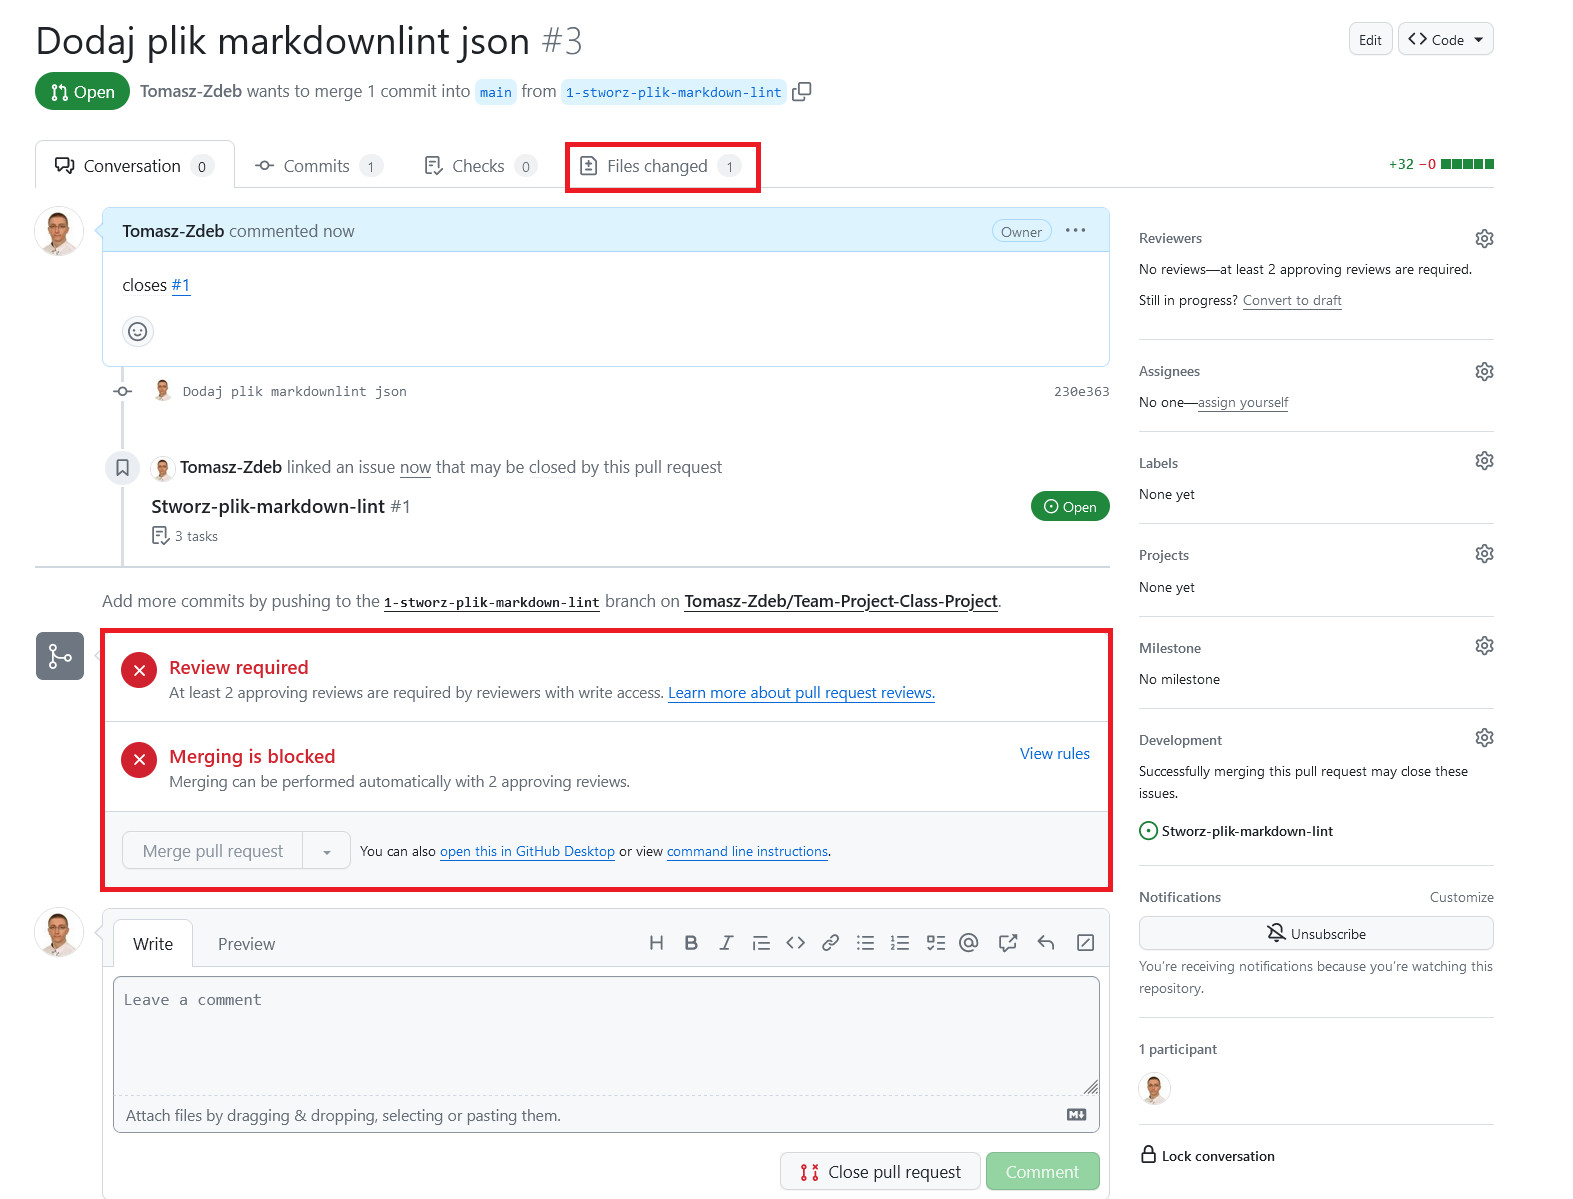 Dodaj plik markdownlint json #3
Edit
Code
Open
Tomasz-Zdeb wants to merge 1 commit into main from 1-stworz-plik-markdown-lint
Conversation 0
Commits 1
Checks 0
Files changed 1
+32 −0
Tomasz-Zdeb commented now
Owner
closes #1
Dodaj plik markdownlint json
230e363
Tomasz-Zdeb linked an issue now that may be closed by this pull request
Stworz-plik-markdown-lint #1
Open
3 tasks
Add more commits by pushing to the 1-stworz-plik-markdown-lint branch on Tomasz-Zdeb/Team-Project-Class-Project.
Review required
At least 2 approving reviews are required by reviewers with write access. Learn more about pull request reviews.
Merging is blocked
View rules
Merging can be performed automatically with 2 approving reviews.
Merge pull request
You can also open this in GitHub Desktop or view command line instructions.
Write
Preview
Leave a comment
Attach files by dragging & dropping, selecting or pasting them.
Close pull request
Comment
Reviewers
No reviews—at least 2 approving reviews are required.
Still in progress? Convert to draft
Assignees
No one—assign yourself
Labels
None yet
Projects
None yet
Milestone
No milestone
Development
Successfully merging this pull request may close these
issues.
Stworz-plik-markdown-lint
Notifications
Customize
Unsubscribe
You're receiving notifications because you're watching this
repository.
1 participant
Lock conversation